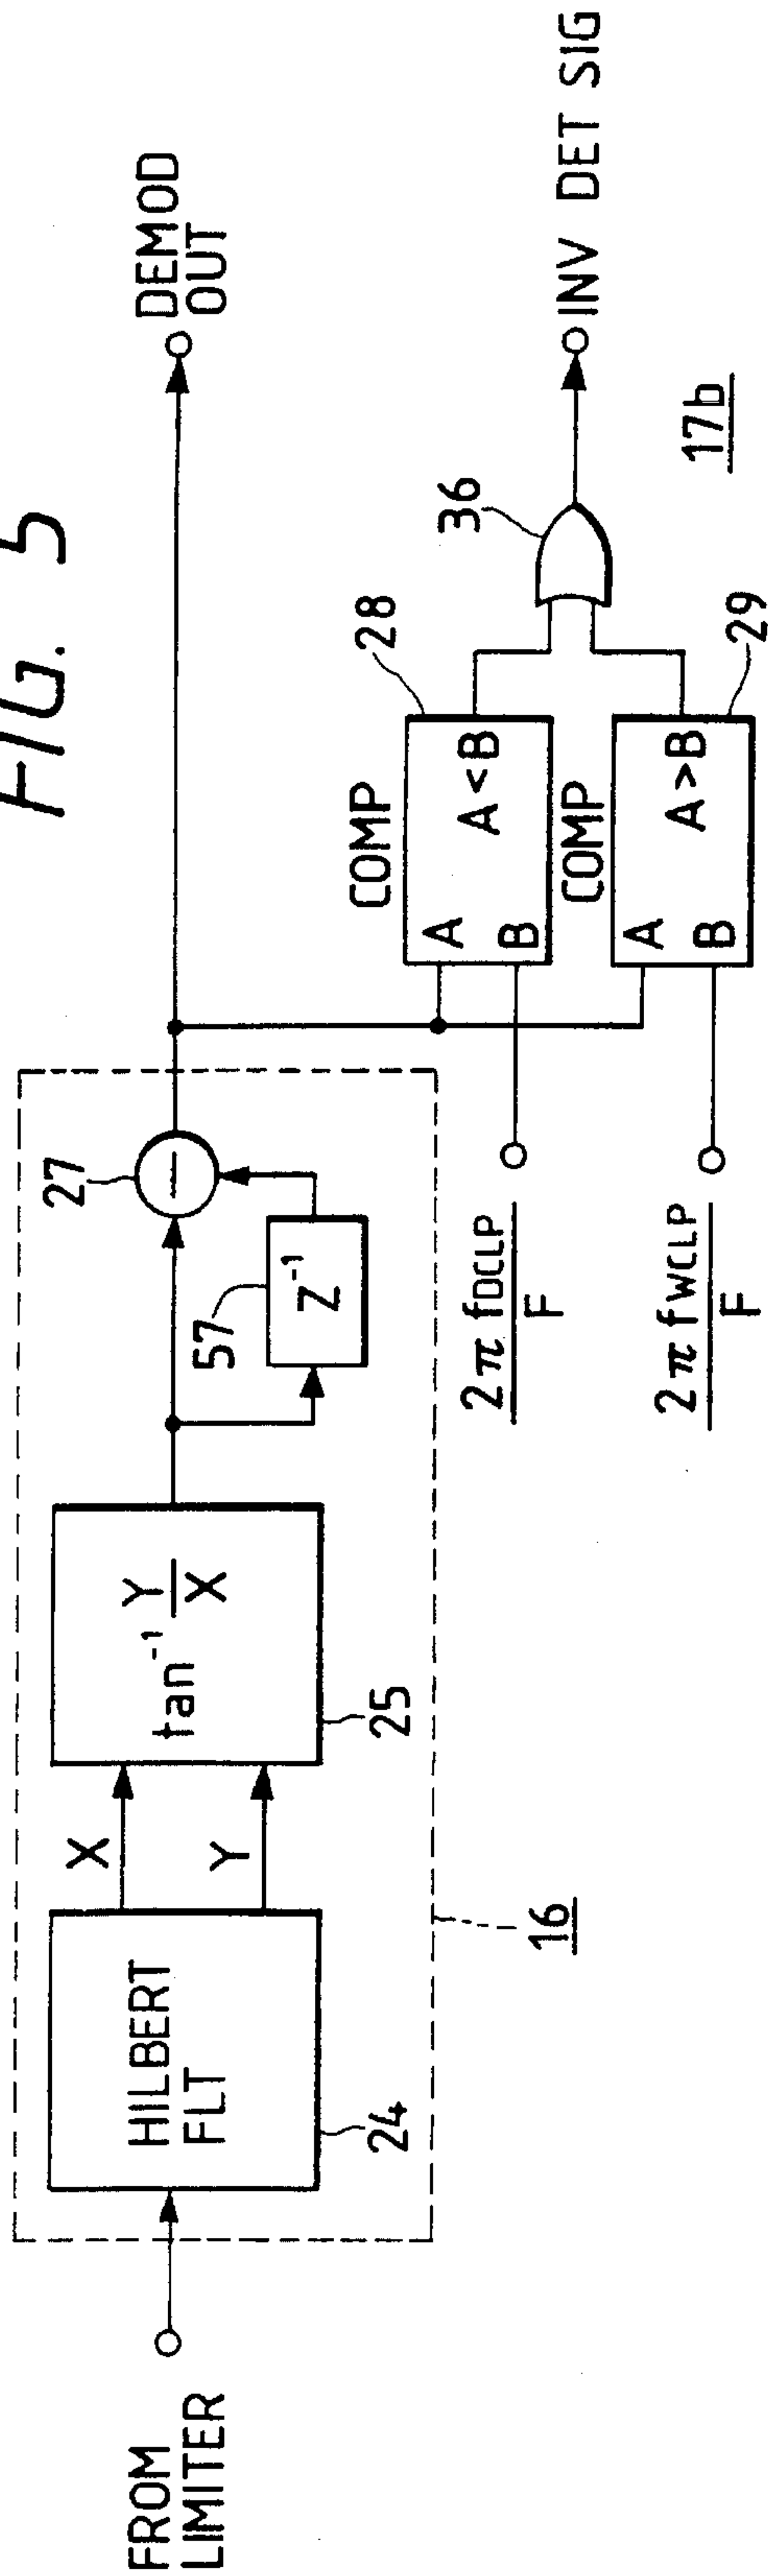 FIG. 5
FROM
LIMITER
HILBERT
FLT
24
X
Y
tan⁻¹ Y/X
25
27
57
Z⁻¹
16
DEMOD
OUT
2π fDCLP
F
2π fWCLP
F
COMP
A
B
A < B
28
COMP
A
B
A > B
29
36
INV DET SIG
17b